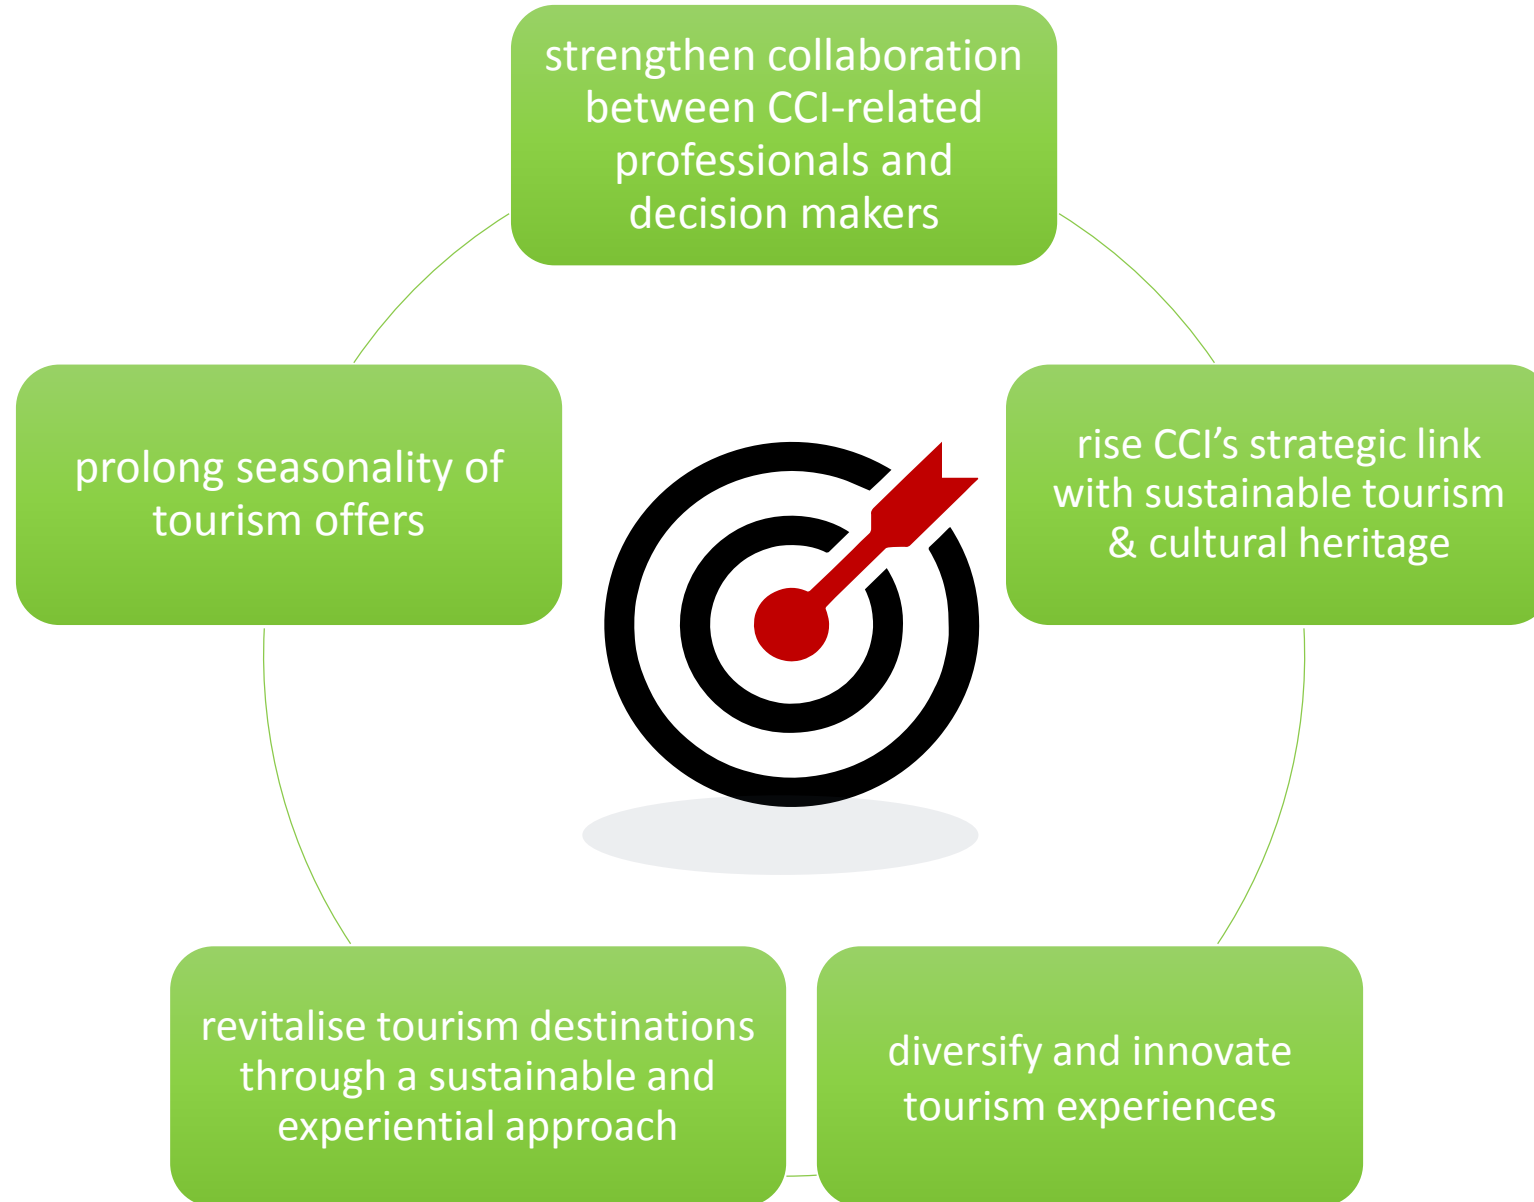 strengthen collaboration
between CCI-related
professionals and
decision makers
rise CCI’s strategic link
with sustainable tourism
& cultural heritage
diversify and innovate
tourism experiences
revitalise tourism destinations
through a sustainable and
experiential approach
prolong seasonality of
tourism offers